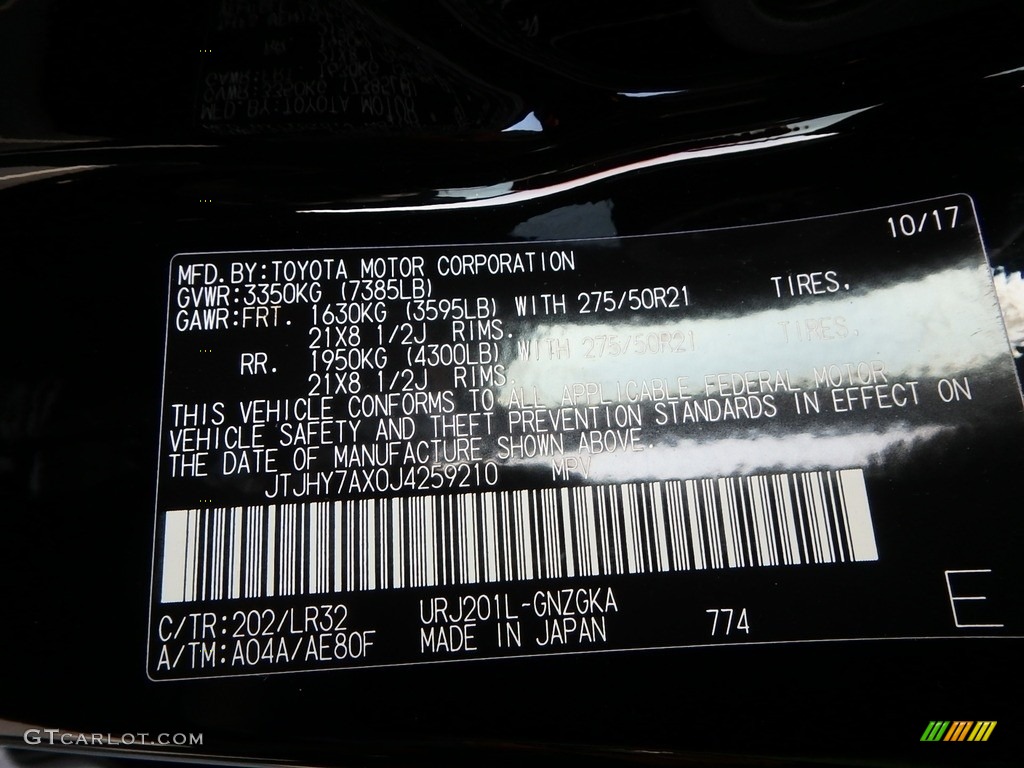 10/17
MFD.BY:TOYOTA MOTOR CORPORATION
GVWR:3350KG (7385LB)
GAWR:FRT. 1630KG (3595LB) WITH 275/50R21 TIRES,
21X8 1/2J RIMS.
RR. 1950KG (4300LB) WITH 275/50R21 TIRES,
21X8 1/2J RIMS.
THIS VEHICLE CONFORMS TO ALL APPLICABLE FEDERAL MOTOR
VEHICLE SAFETY AND THEFT PREVENTION STANDARDS IN EFFECT ON
THE DATE OF MANUFACTURE SHOWN ABOVE.
JTJHY7AX0J4259210 MPV
C/TR:202/LR32 URJ201L-GNZGKA
A/TM:A04A/AE80F MADE IN JAPAN 774
E
GTCARLOT.COM